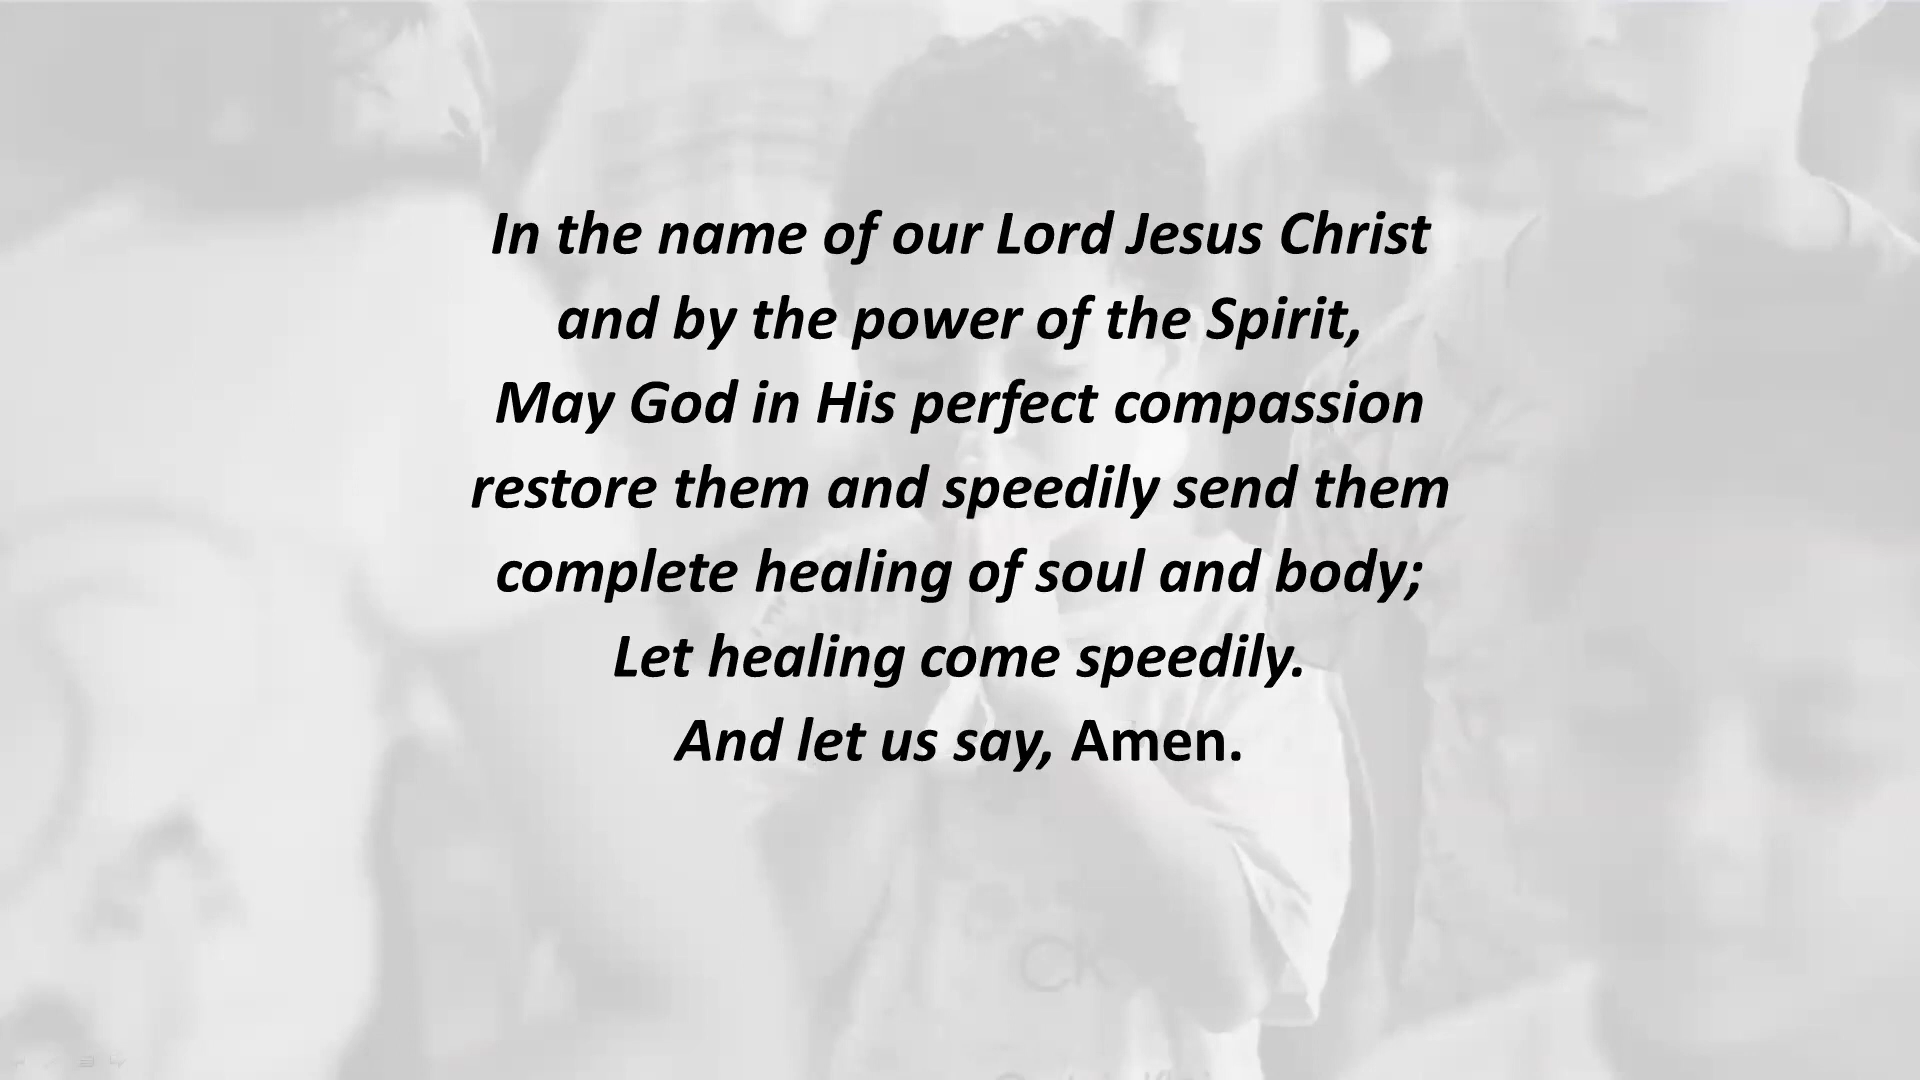 In the name of our Lord Jesus Christ
and by the power of the Spirit,
May God in His perfect compassion
restore them and speedily send them
complete healing of soul and body;
Let healing come speedily.
And let us say, Amen.
CK